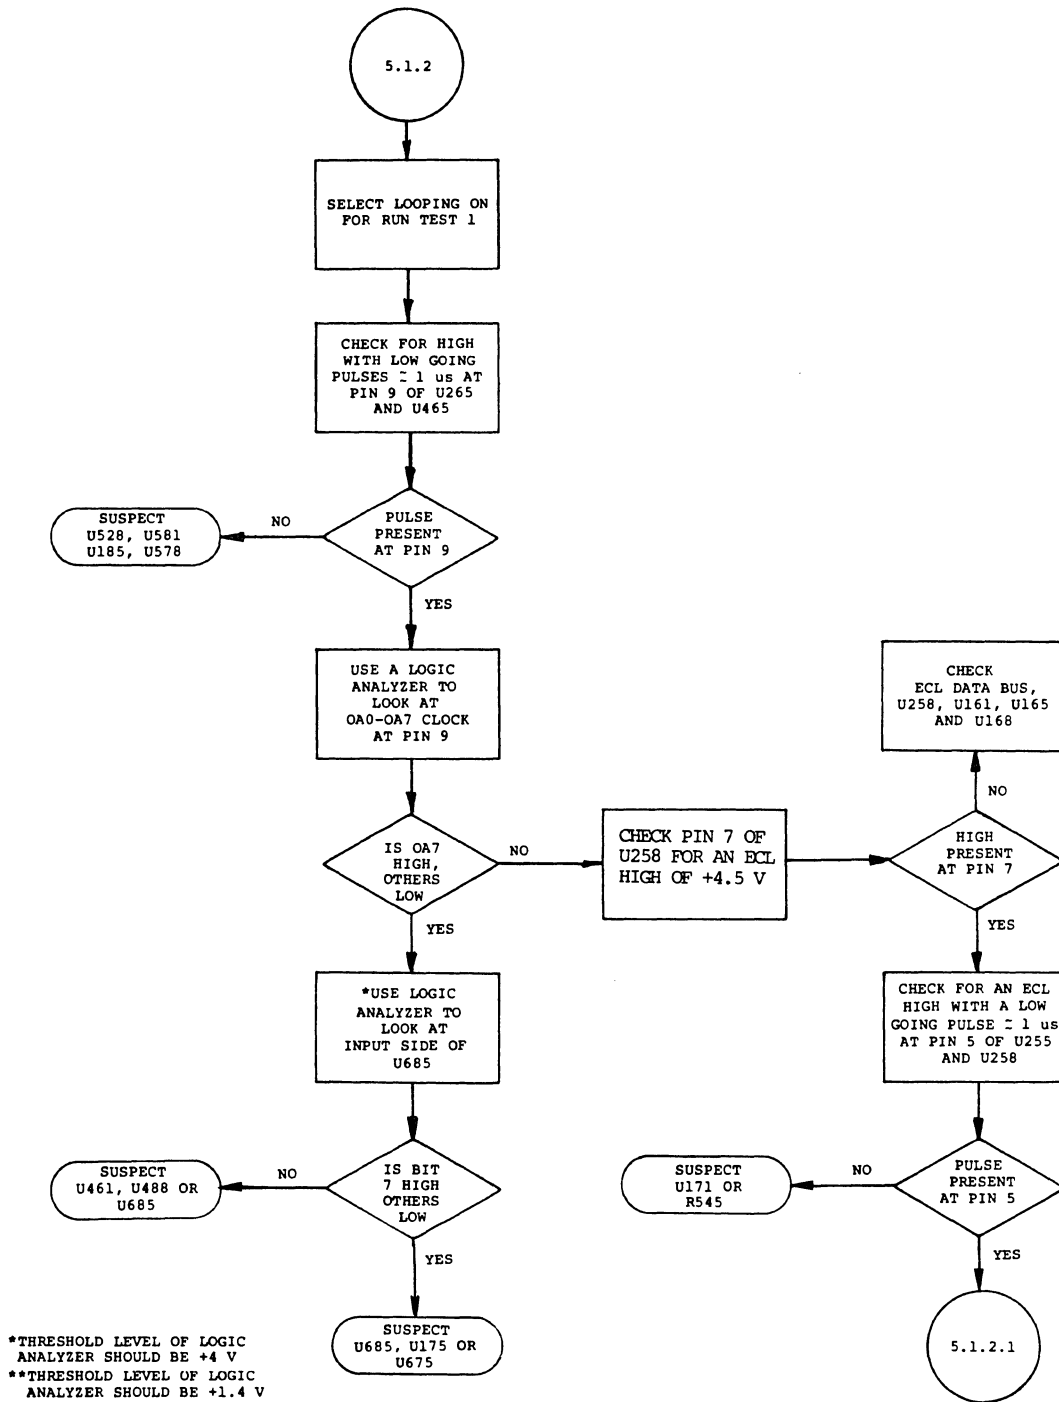 5.1.2
SELECT LOOPING ON
FOR RUN TEST 1
CHECK FOR HIGH
WITH LOW GOING
PULSES ≃ 1 us AT
PIN 9 OF U265
AND U465
PULSE
PRESENT
AT PIN 9
NO
SUSPECT
U528, U581
U185, U578
YES
USE A LOGIC
ANALYZER TO
LOOK AT
OA0-OA7 CLOCK
AT PIN 9
IS OA7
HIGH,
OTHERS
LOW
NO
CHECK PIN 7 OF
U258 FOR AN ECL
HIGH OF +4.5 V
HIGH
PRESENT
AT PIN 7
NO
CHECK
ECL DATA BUS,
U258, U161, U165
AND U168
YES
CHECK FOR AN ECL
HIGH WITH A LOW
GOING PULSE ≃ 1 us
AT PIN 5 OF U255
AND U258
PULSE
PRESENT
AT PIN 5
NO
SUSPECT
U171 OR
R545
YES
5.1.2.1
YES
*USE LOGIC
ANALYZER TO
LOOK AT
INPUT SIDE OF
U685
IS BIT
7 HIGH
OTHERS
LOW
NO
SUSPECT
U461, U488 OR
U685
YES
SUSPECT
U685, U175 OR
U675
*THRESHOLD LEVEL OF LOGIC
ANALYZER SHOULD BE +4 V
**THRESHOLD LEVEL OF LOGIC
ANALYZER SHOULD BE +1.4 V